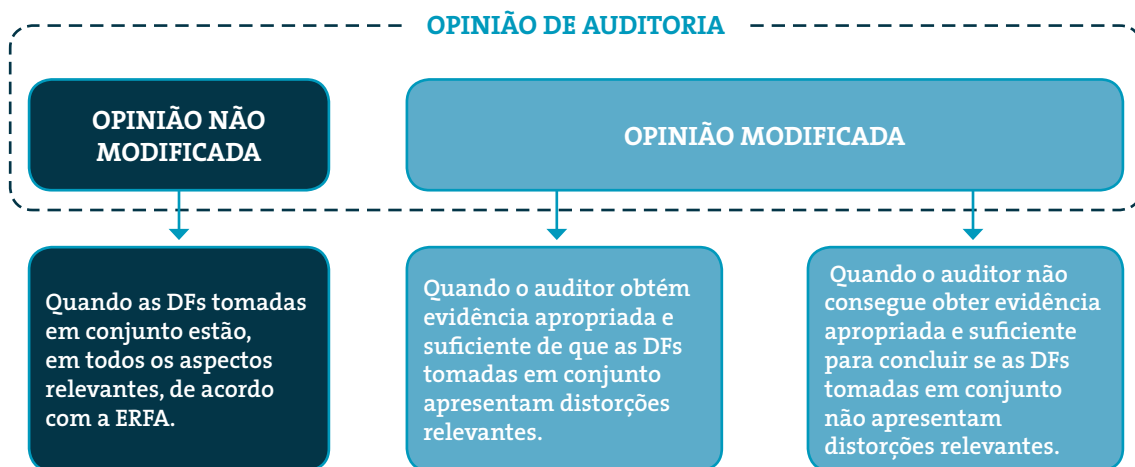 OPINIÃO DE AUDITORIA
OPINIÃO NÃO
MODIFICADA
OPINIÃO MODIFICADA
Quando as DFs tomadas
em conjunto estão,
em todos os aspectos
relevantes, de acordo
com a ERFA.
Quando o auditor obtém
evidência apropriada e
suficiente de que as DFs
tomadas em conjunto
apresentam distorções
relevantes.
Quando o auditor não
consegue obter evidência
apropriada e suficiente
para concluir se as DFs
tomadas em conjunto
não apresentam
distorções relevantes.